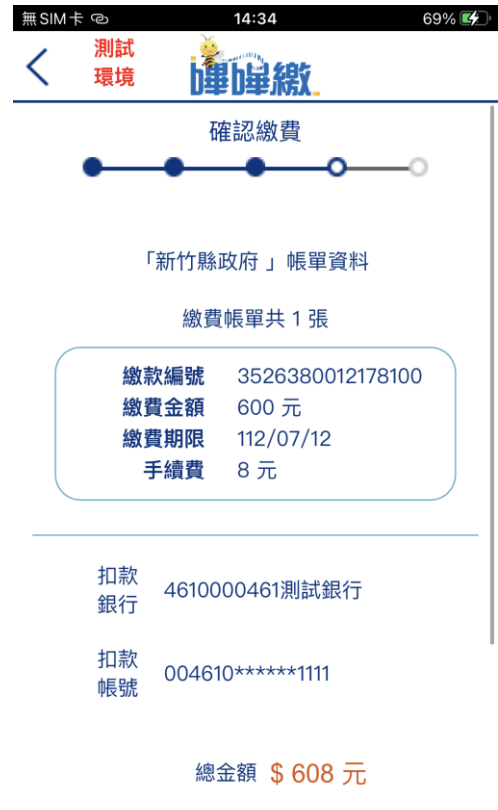 無SIM卡 14:34 69%
測試
環境
嗶嗶繳
確認繳費
「新竹縣政府 」帳單資料
繳費帳單共 1 張
繳款編號 3526380012178100
繳費金額 600 元
繳費期限 112/07/12
手續費 8 元
扣款
銀行 4610000461測試銀行
扣款
帳號 004610******1111
總金額 $ 608 元